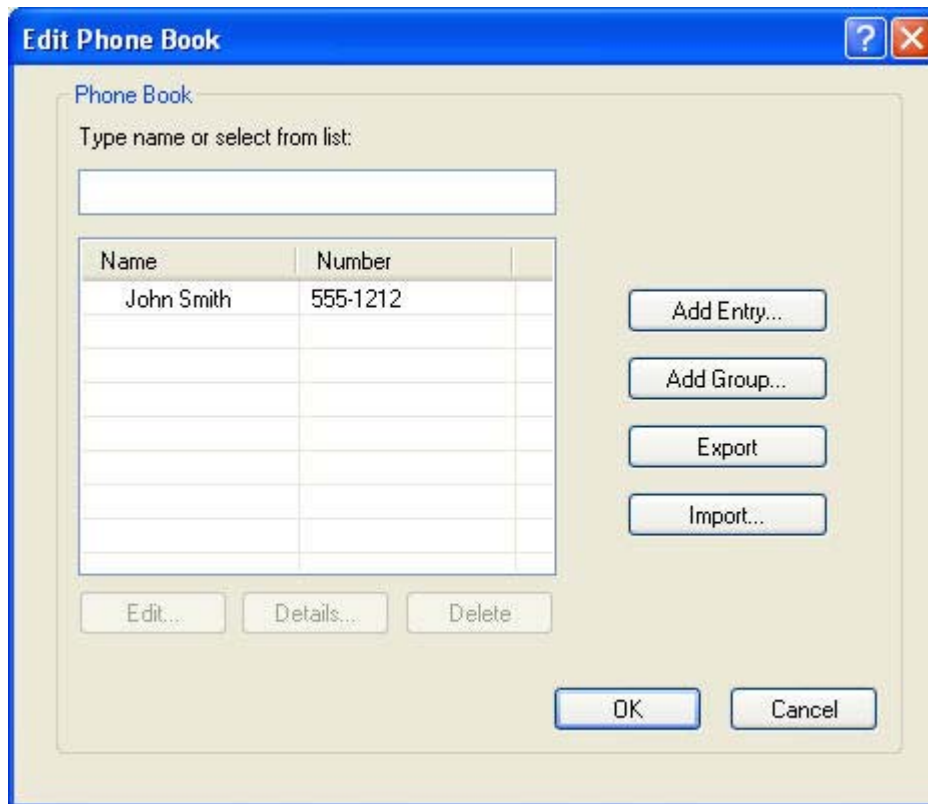 Edit Phone Book
Phone Book
Type name or select from list:
Name Number
John Smith 555-1212
Add Entry...
Add Group...
Export
Import...
Edit... Details... Delete
OK Cancel